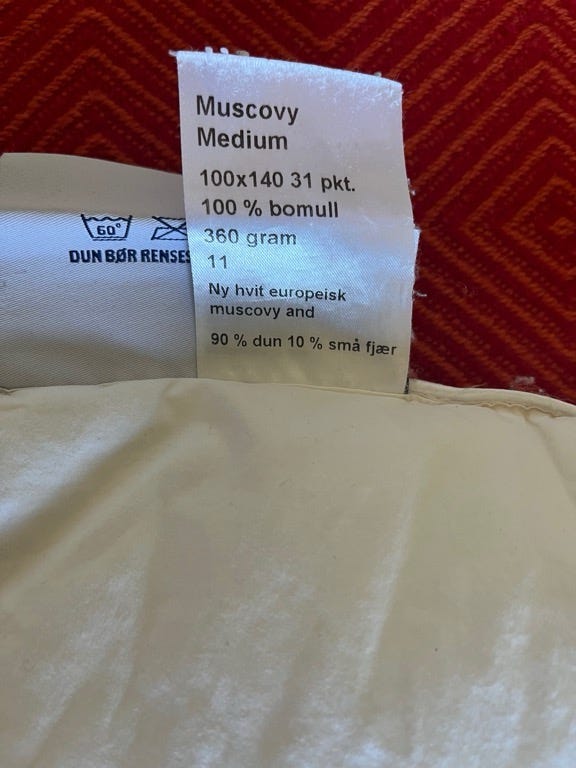 Muscovy
Medium
100x140 31 pkt.
100 % bomull
360 gram
11
Ny hvit europeisk
muscovy and
90 % dun 10 % små fjær
60°
DUN BØR RENSES